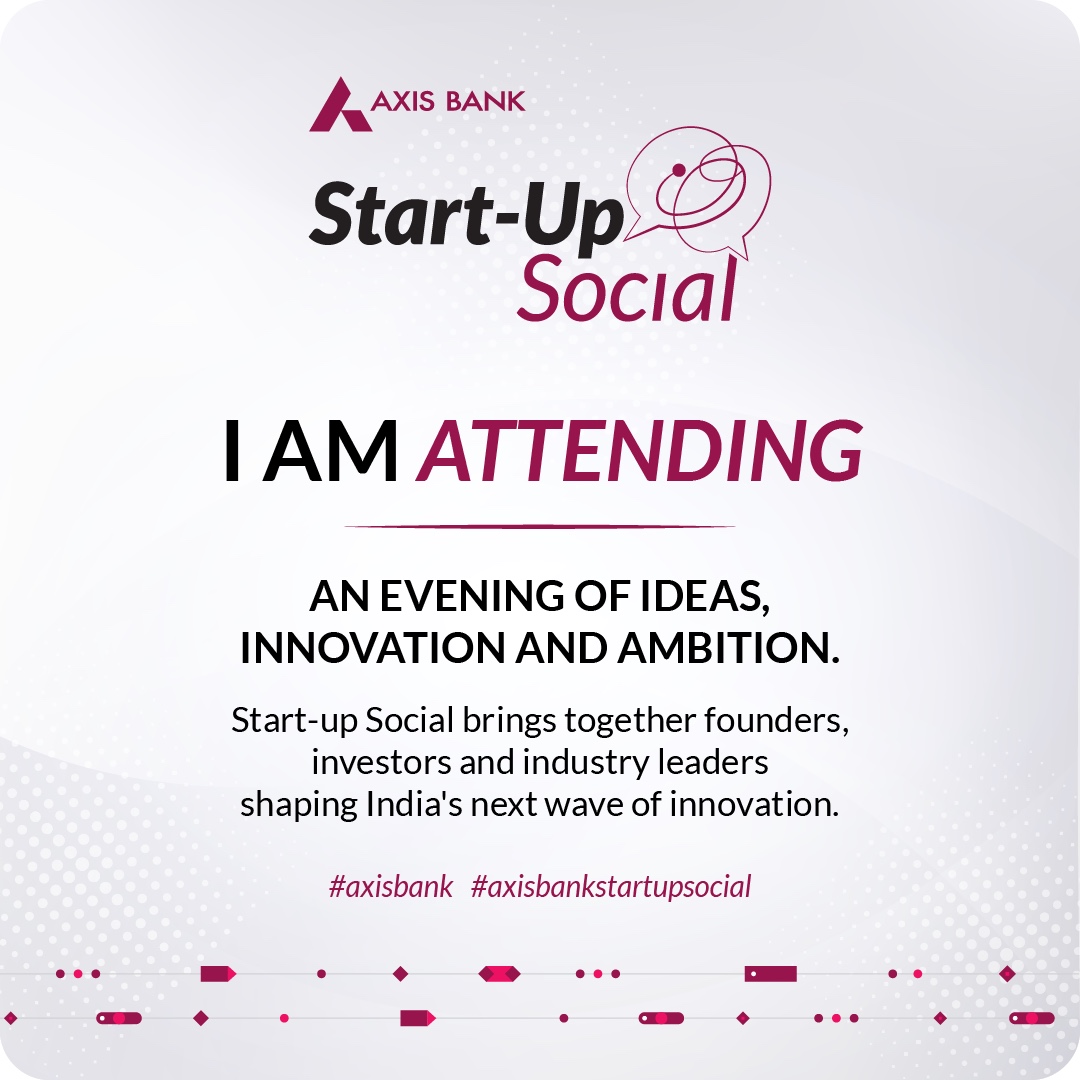 AXIS BANK
Start-Up
Social
I AM ATTENDING
AN EVENING OF IDEAS,
INNOVATION AND AMBITION.
Start-up Social brings together founders,
investors and industry leaders
shaping India's next wave of innovation.
#axisbank #axisbankstartupsocial